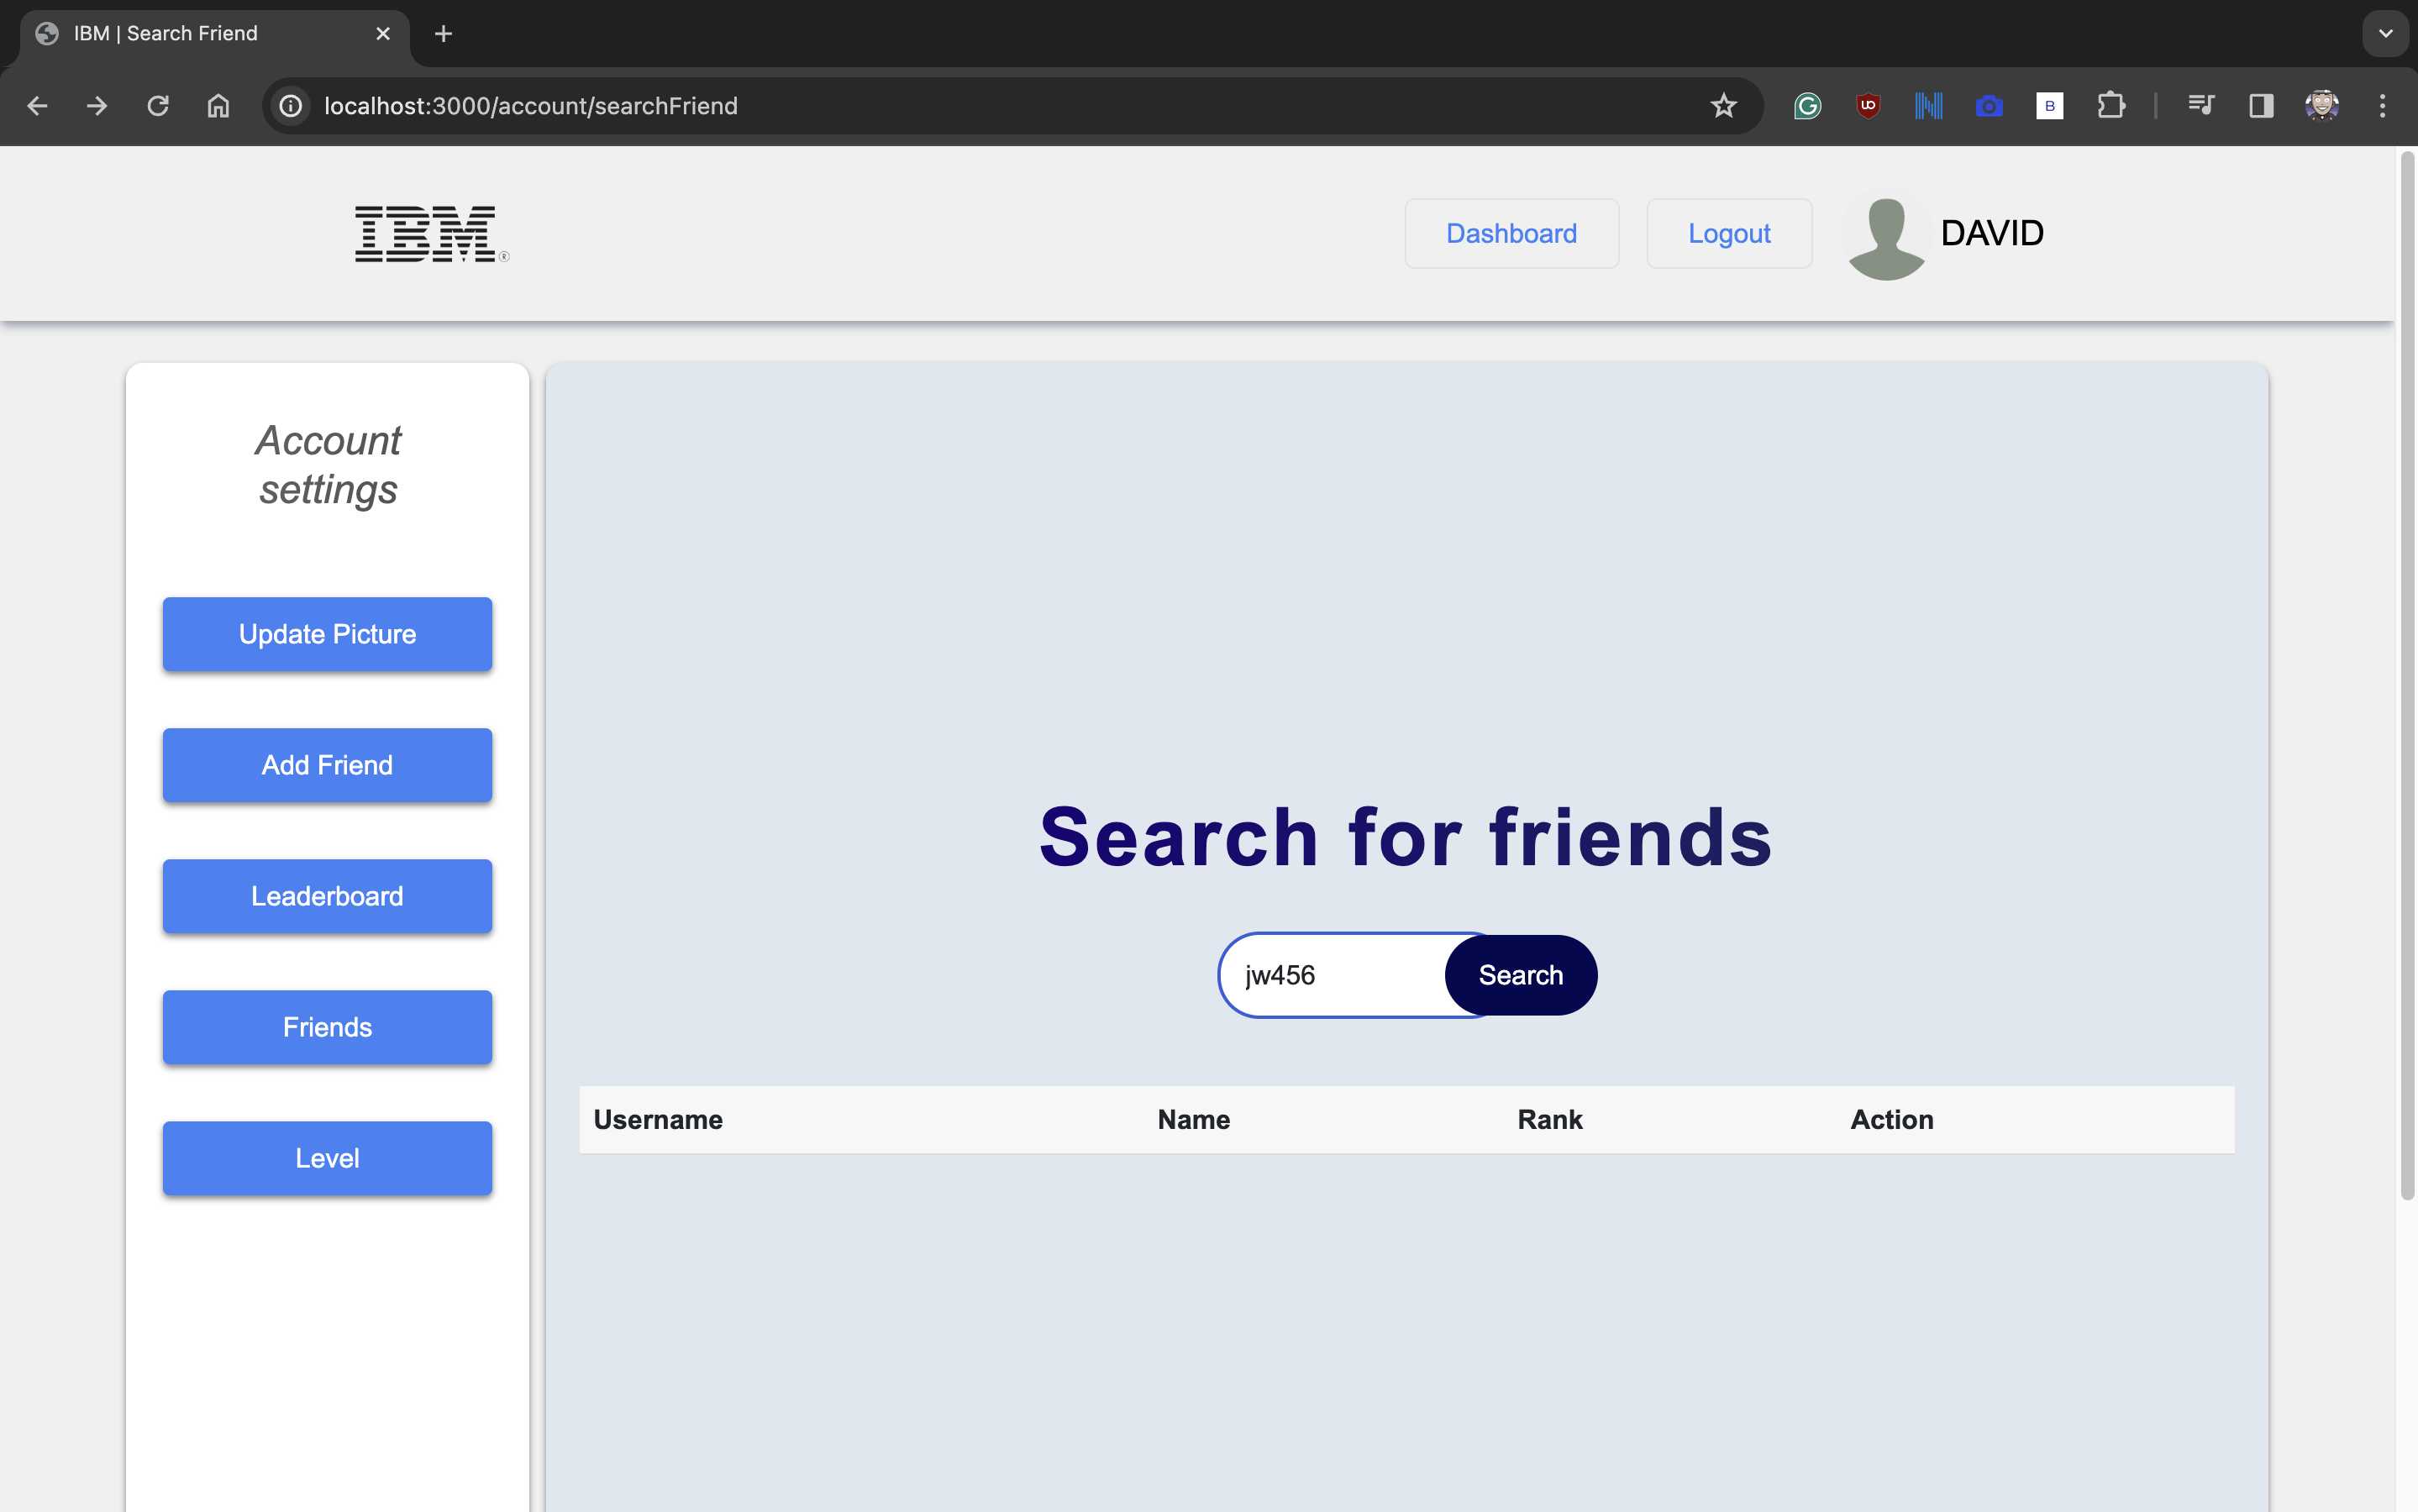 IBM | Search Friend
localhost:3000/account/searchFriend
IBM®
Dashboard
Logout
DAVID
Account
settings
Update Picture
Add Friend
Leaderboard
Friends
Level
Search for friends
jw456
Search
Username Name Rank Action